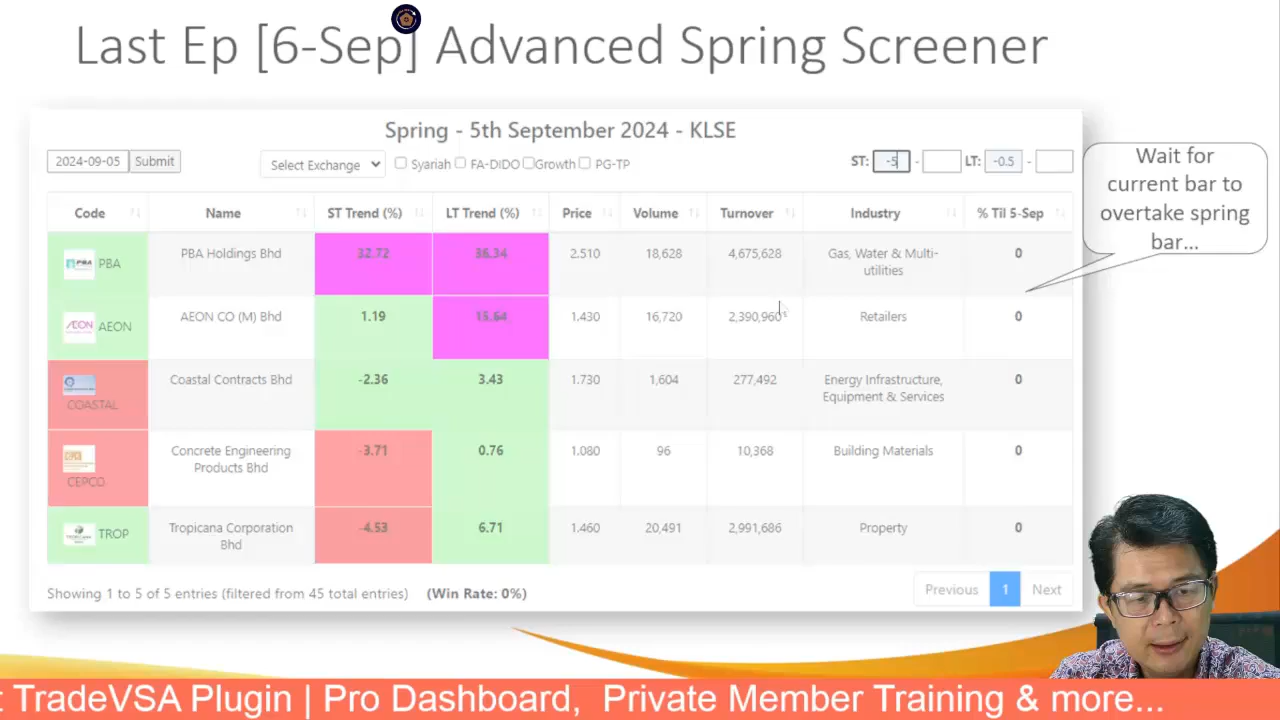 Last Ep [6-Sep] Advanced Spring Screener
Spring - 5th September 2024 - KLSE
2024-09-05 Submit Select Exchange Syariah FA-DIDO Growth PG-TP ST: -5 - LT: -0.5 -
Wait for
current bar to
overtake spring
bar...
Code Name ST Trend (%) LT Trend (%) Price Volume Turnover Industry % Til 5-Sep
PBA PBA PBA Holdings Bhd 32.72 36.34 2.510 18,628 4,675,628 Gas, Water & Multi-
utilities 0
AEON AEON AEON CO (M) Bhd 1.19 15.64 1.430 16,720 2,390,960 Retailers 0
COASTAL Coastal Contracts Bhd -2.36 3.43 1.730 1,604 277,492 Energy Infrastructure,
Equipment & Services 0
CEPCO Concrete Engineering
Products Bhd -3.71 0.76 1.080 96 10,368 Building Materials 0
TROP Tropicana Corporation
Bhd -4.53 6.71 1.460 20,491 2,991,686 Property 0
Showing 1 to 5 of 5 entries (filtered from 45 total entries) (Win Rate: 0%) Previous 1 Next
TradeVSA Plugin | Pro Dashboard, Private Member Training & more...